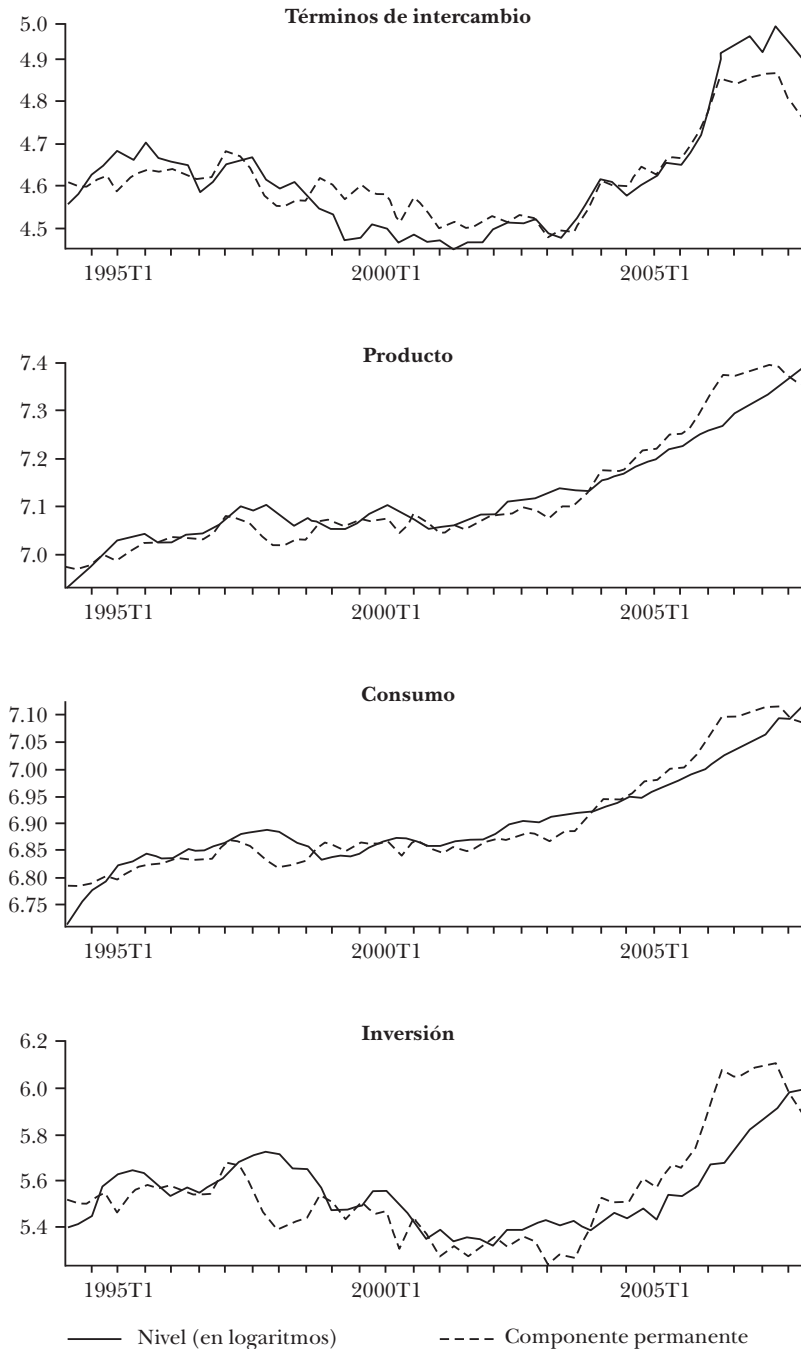 Términos de intercambio
5.0
4.9
4.8
4.7
4.6
4.5
1995T1 2000T1 2005T1
Producto
7.4
7.3
7.2
7.1
7.0
1995T1 2000T1 2005T1
Consumo
7.10
7.05
7.00
6.95
6.90
6.85
6.80
6.75
1995T1 2000T1 2005T1
Inversión
6.2
6.0
5.8
5.6
5.4
1995T1 2000T1 2005T1
Nivel (en logaritmos) Componente permanente